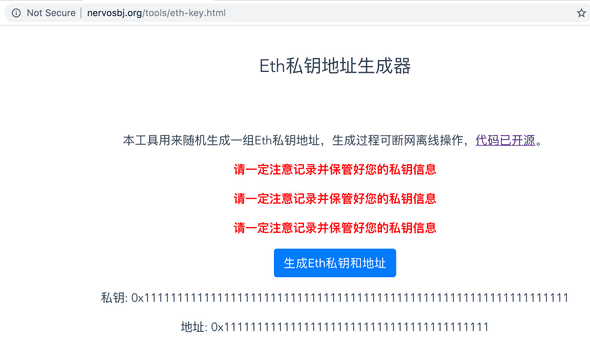 Not Secure | nervosbj.org/tools/eth-key.html
Eth私钥地址生成器
本工具用来随机生成一组Eth私钥地址，生成过程可断网离线操作，代码已开源。
请一定注意记录并保管好您的私钥信息
请一定注意记录并保管好您的私钥信息
请一定注意记录并保管好您的私钥信息
生成Eth私钥和地址
私钥: 0x1111111111111111111111111111111111111111111111111111111111111111
地址: 0x1111111111111111111111111111111111111111